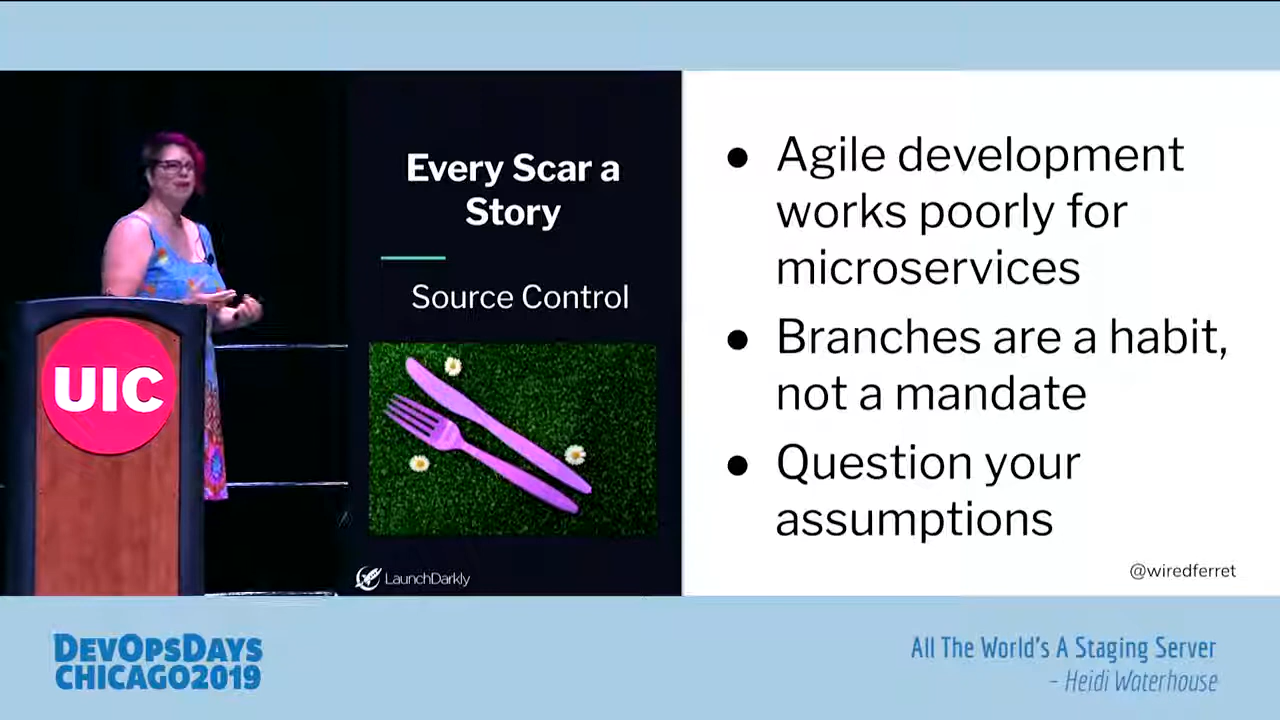 Every Scar a
Story
Source Control
LaunchDarkly
UIC
● Agile development
works poorly for
microservices
● Branches are a habit,
not a mandate
● Question your
assumptions
@wiredferret
DEVOPSDAYS
CHICAGO2019
All The World's A Staging Server
- Heidi Waterhouse